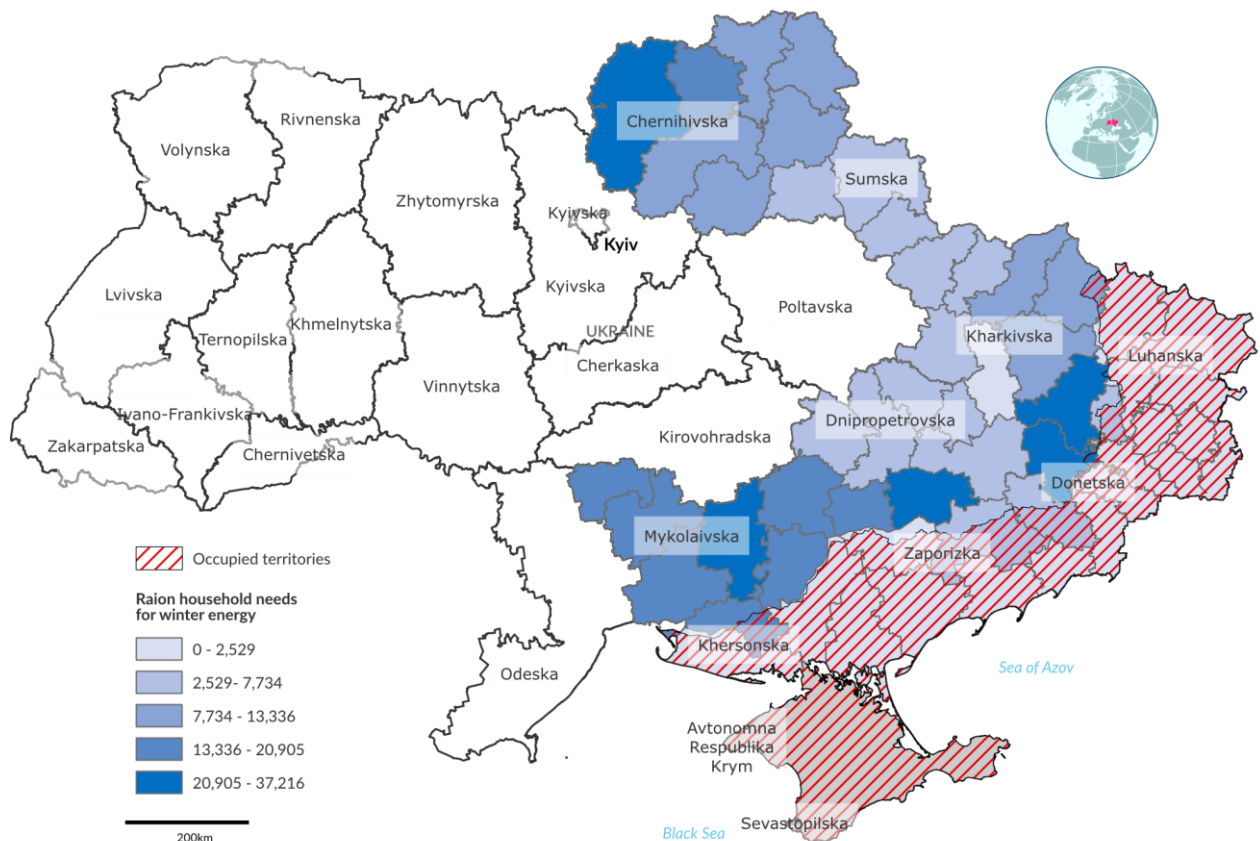 Rivnenska
Volynska
Chernihivska
Sumska
Zhytomyrska
Kyivska
Kyiv
Lvivska
Kyivska
Poltavska
Ternopilska
Khmelnytska
UKRAINE
Kharkivska
Luhanska
Cherkaska
Vinnytska
Ivano-Frankivska
Dnipropetrovska
Zakarpatska
Chernivetska
Kirovohradska
Donetska
Mykolaivska
Zaporizka
Occupied territories
Raion household needs
for winter energy
0 - 2,529
2,529- 7,734
7,734 - 13,336
13,336 - 20,905
20,905 - 37,216
200km
Khersonska
Odeska
Sea of Azov
Avtonomna
Respublika
Krym
Sevastopilska
Black Sea